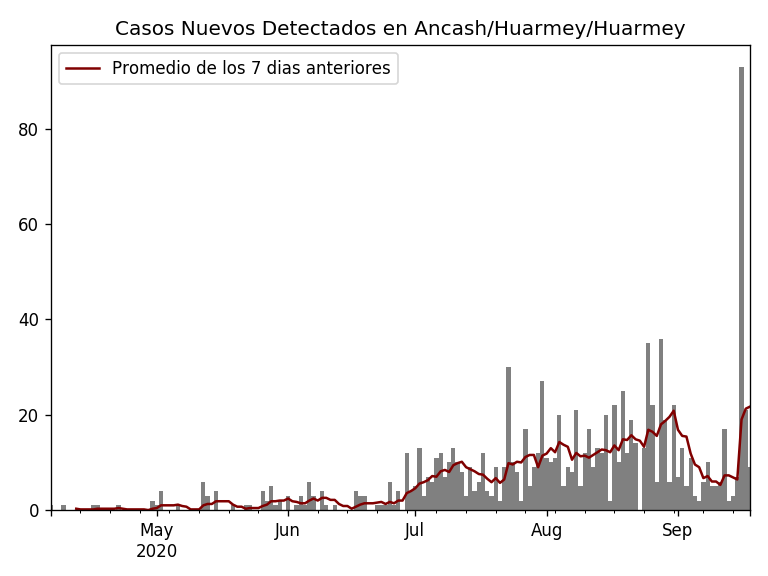 Casos Nuevos Detectados en Ancash/Huarmey/Huarmey
Promedio de los 7 dias anteriores
80
60
40
20
0
May Jun Jul Aug Sep
2020